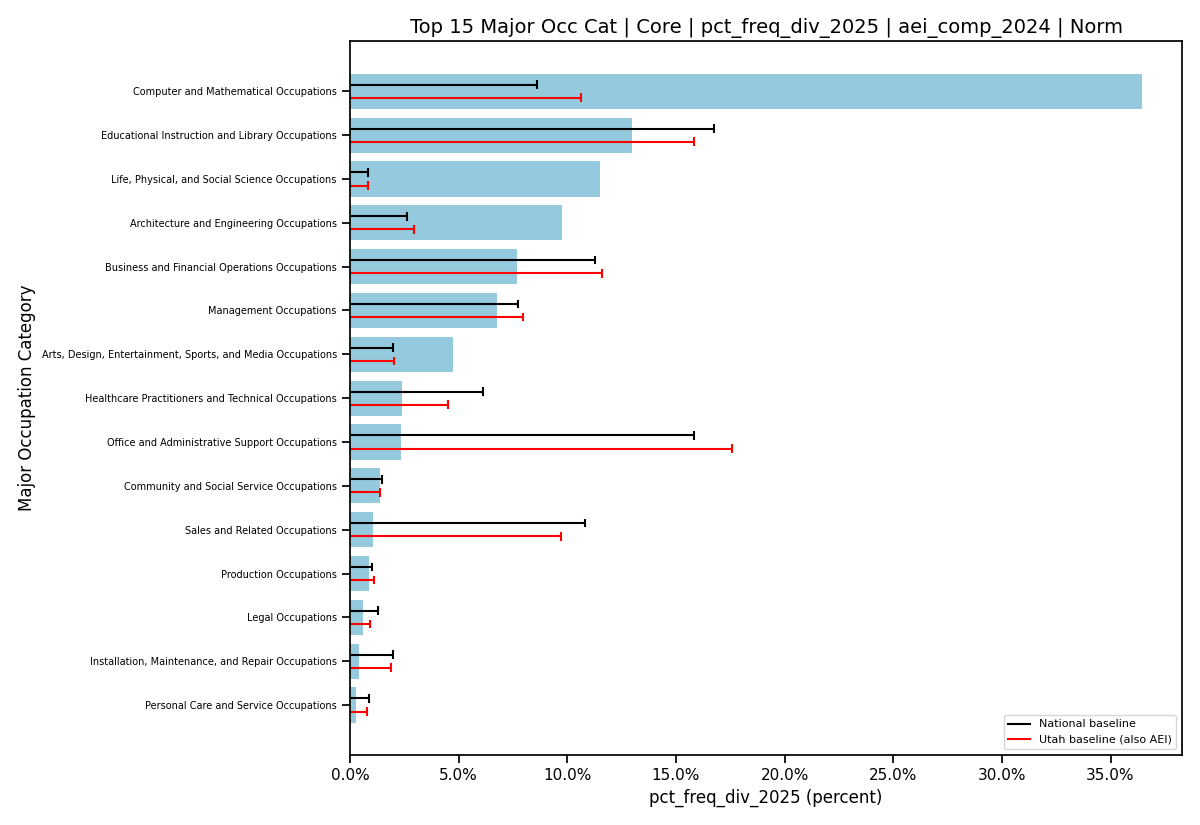 Top 15 Major Occ Cat | Core | pct_freq_div_2025 | aei_comp_2024 | Norm
Major Occupation Category
Computer and Mathematical Occupations
Educational Instruction and Library Occupations
Life, Physical, and Social Science Occupations
Architecture and Engineering Occupations
Business and Financial Operations Occupations
Management Occupations
Arts, Design, Entertainment, Sports, and Media Occupations
Healthcare Practitioners and Technical Occupations
Office and Administrative Support Occupations
Community and Social Service Occupations
Sales and Related Occupations
Production Occupations
Legal Occupations
Installation, Maintenance, and Repair Occupations
Personal Care and Service Occupations
National baseline
Utah baseline (also AEI)
0.0% 5.0% 10.0% 15.0% 20.0% 25.0% 30.0% 35.0%
pct_freq_div_2025 (percent)